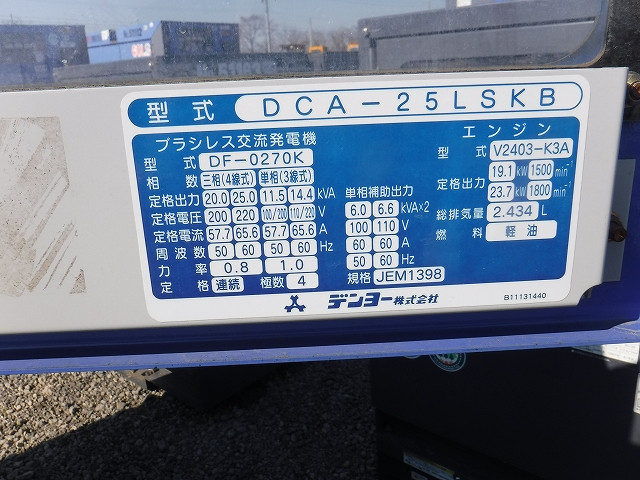 型式 DCA-25LSKB
ブラシレス交流発電機
型 式 DF-0270K
相 数 三相(4線式) 単相(3線式)
定格出力 20.0 25.0 11.5 14.4 kVA
定格電圧 200 220 100/200 110/220 V
定格電流 57.7 65.6 57.7 65.6 A
周波数 50 60 50 60 Hz
力 率 0.8 1.0
定 格 連続 極数 4
単相補助出力
6.0 6.6 kVA×2
100 110 V
60 60 A
50 60 Hz
規格 JEM1398
エンジン
型 式 V2403-K3A
定格出力 19.1 kW 1500 min⁻¹
23.7 kW 1800 min⁻¹
総排気量 2.434 L
燃 料 軽油
デンヨー株式会社
B11131440